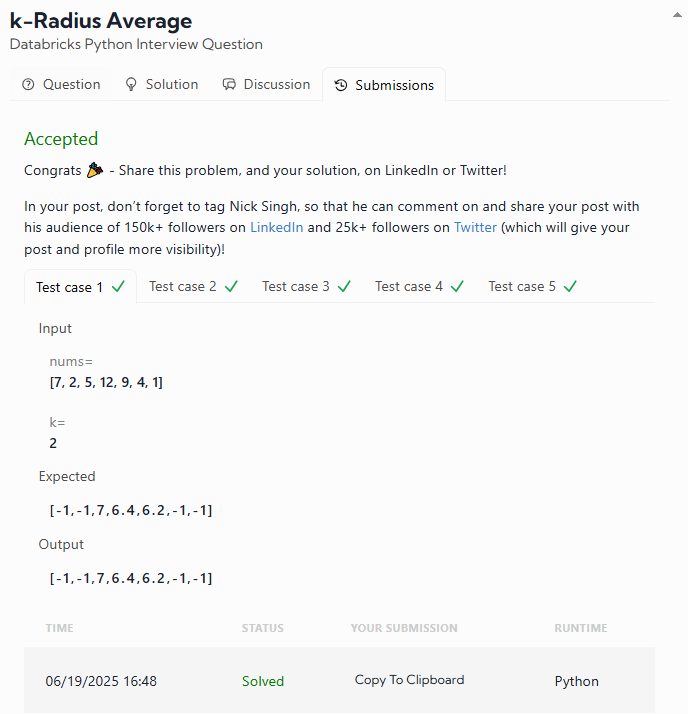 k-Radius Average
Databricks Python Interview Question
Question Solution Discussion Submissions
Accepted
Congrats 🎉 - Share this problem, and your solution, on LinkedIn or Twitter!
In your post, don't forget to tag Nick Singh, so that he can comment on and share your post with
his audience of 150k+ followers on LinkedIn and 25k+ followers on Twitter (which will give your
post and profile more visibility)!
Test case 1 ✓ Test case 2 ✓ Test case 3 ✓ Test case 4 ✓ Test case 5 ✓
Input
nums=
[7, 2, 5, 12, 9, 4, 1]
k=
2
Expected
[-1,-1,7,6.4,6.2,-1,-1]
Output
[-1,-1,7,6.4,6.2,-1,-1]
TIME STATUS YOUR SUBMISSION RUNTIME
06/19/2025 16:48 Solved Copy To Clipboard Python